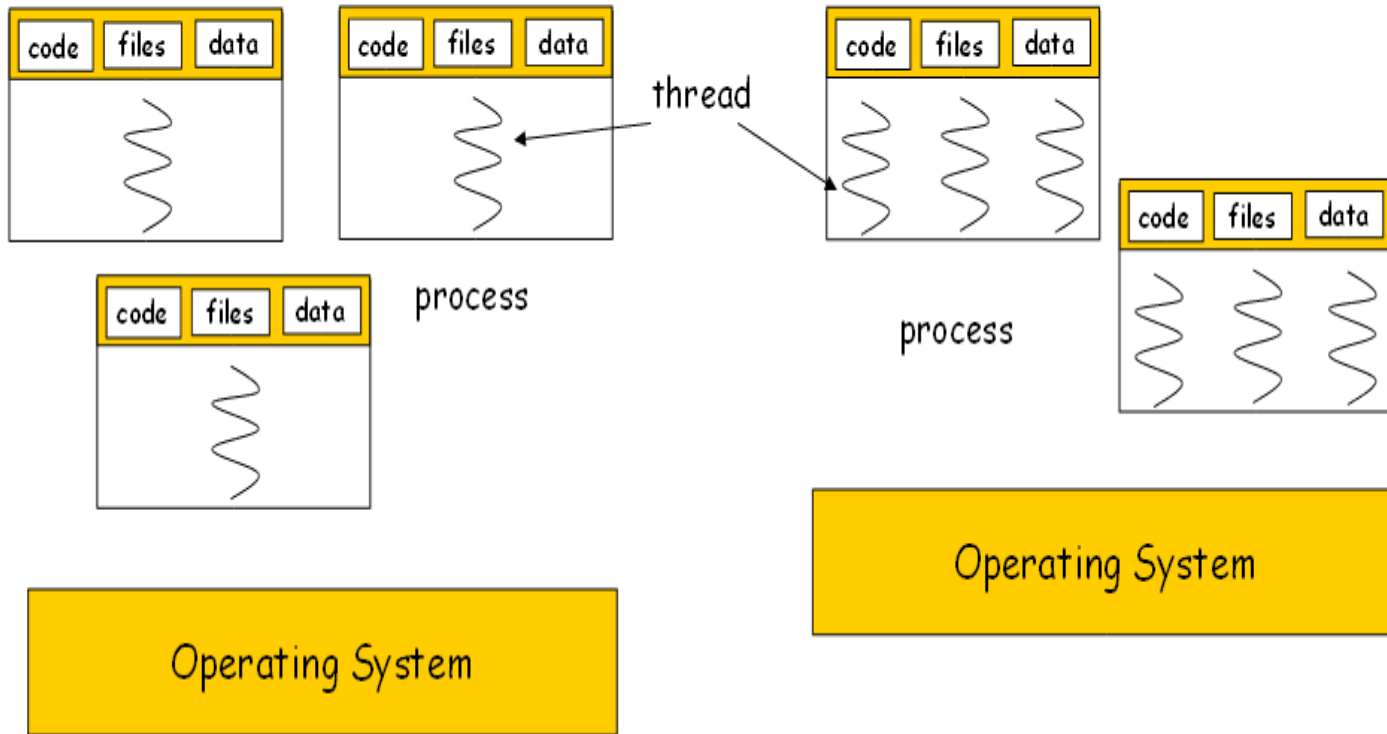 code files data
code files data
thread
code files data
code files data
code files data
process
process
Operating System
Operating System